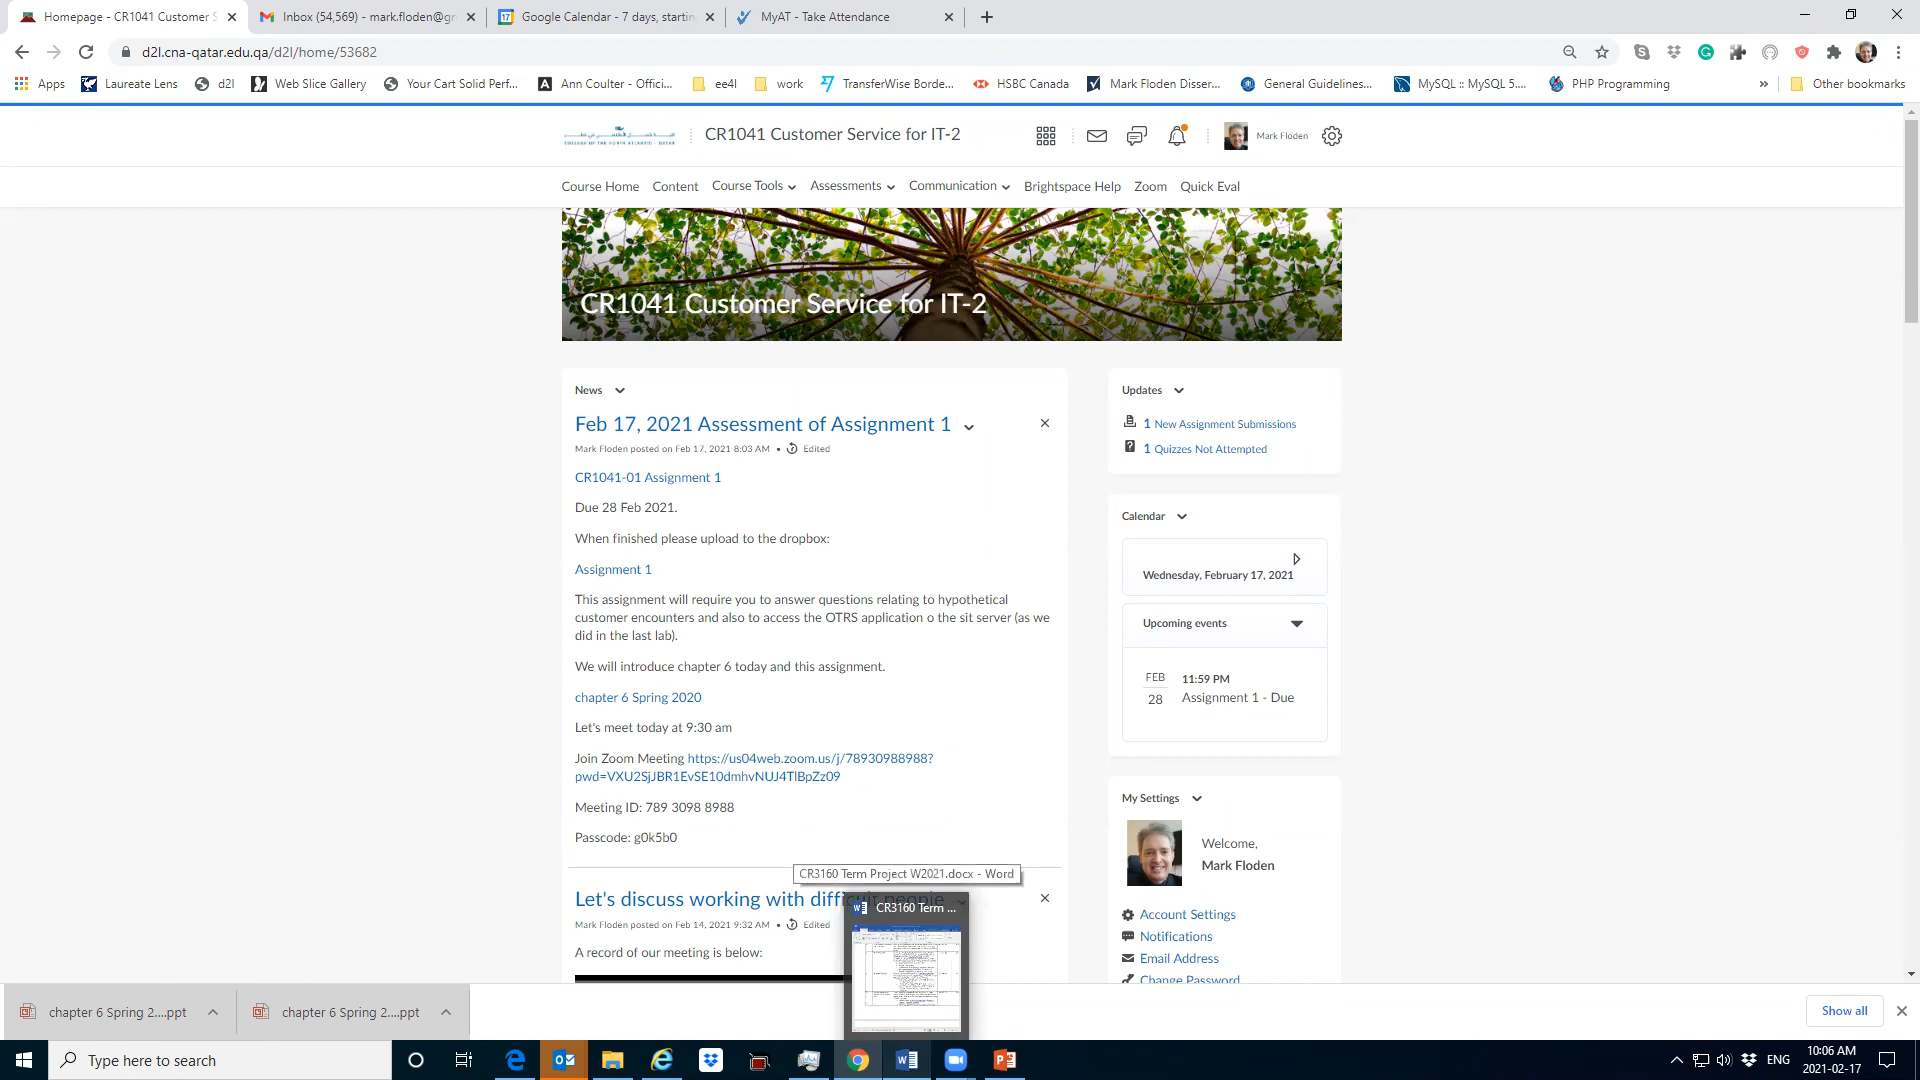 Homepage - CR1041 Customer S
Inbox (54,569) - mark.floden@gr
Google Calendar - 7 days, startin
MyAT - Take Attendance
d2l.cna-qatar.edu.qa/d2l/home/53682
Apps
Laureate Lens
d2l
Web Slice Gallery
Your Cart Solid Perf...
Ann Coulter - Offici...
ee4l
work
TransferWise Borde...
HSBC Canada
Mark Floden Disser...
General Guidelines...
MySQL :: MySQL 5....
PHP Programming
»
Other bookmarks
COLLEGE OF THE NORTH ATLANTIC - QATAR
CR1041 Customer Service for IT-2
Mark Floden
Course Home
Content
Course Tools
Assessments
Communication
Brightspace Help
Zoom
Quick Eval
CR1041 Customer Service for IT-2
News
Feb 17, 2021 Assessment of Assignment 1
Mark Floden posted on Feb 17, 2021 8:03 AM • Edited
CR1041-01 Assignment 1
Due 28 Feb 2021.
When finished please upload to the dropbox:
Assignment 1
This assignment will require you to answer questions relating to hypothetical
customer encounters and also to access the OTRS application o the sit server (as we
did in the last lab).
We will introduce chapter 6 today and this assignment.
chapter 6 Spring 2020
Let's meet today at 9:30 am
Join Zoom Meeting https://us04web.zoom.us/j/78930988988?
pwd=VXU2SjJBR1EvSE10dmhvNUJ4TlBpZz09
Meeting ID: 789 3098 8988
Passcode: g0k5b0
CR3160 Term Project W2021.docx - Word
Let's discuss working with difficult people
Mark Floden posted on Feb 14, 2021 9:32 AM • Edited
A record of our meeting is below:
CR3160 Term ...
Updates
1 New Assignment Submissions
1 Quizzes Not Attempted
Calendar
Wednesday, February 17, 2021
Upcoming events
FEB
28
11:59 PM
Assignment 1 - Due
My Settings
Welcome,
Mark Floden
Account Settings
Notifications
Email Address
Change Password
chapter 6 Spring 2....ppt
chapter 6 Spring 2....ppt
Show all
Type here to search
ENG
10:06 AM
2021-02-17